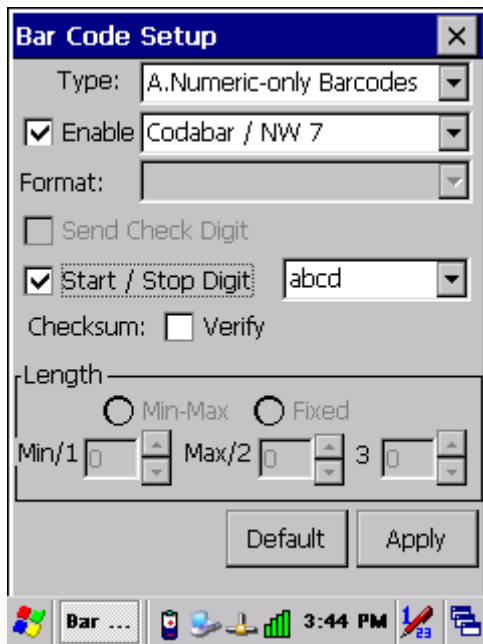 Bar Code Setup
Type: A.Numeric-only Barcodes
Enable Codabar / NW 7
Format:
Send Check Digit
Start / Stop Digit abcd
Checksum: Verify
Length
Min-Max Fixed
Min/1 0 Max/2 0 3 0
Default Apply
Bar ... 3:44 PM 1 23